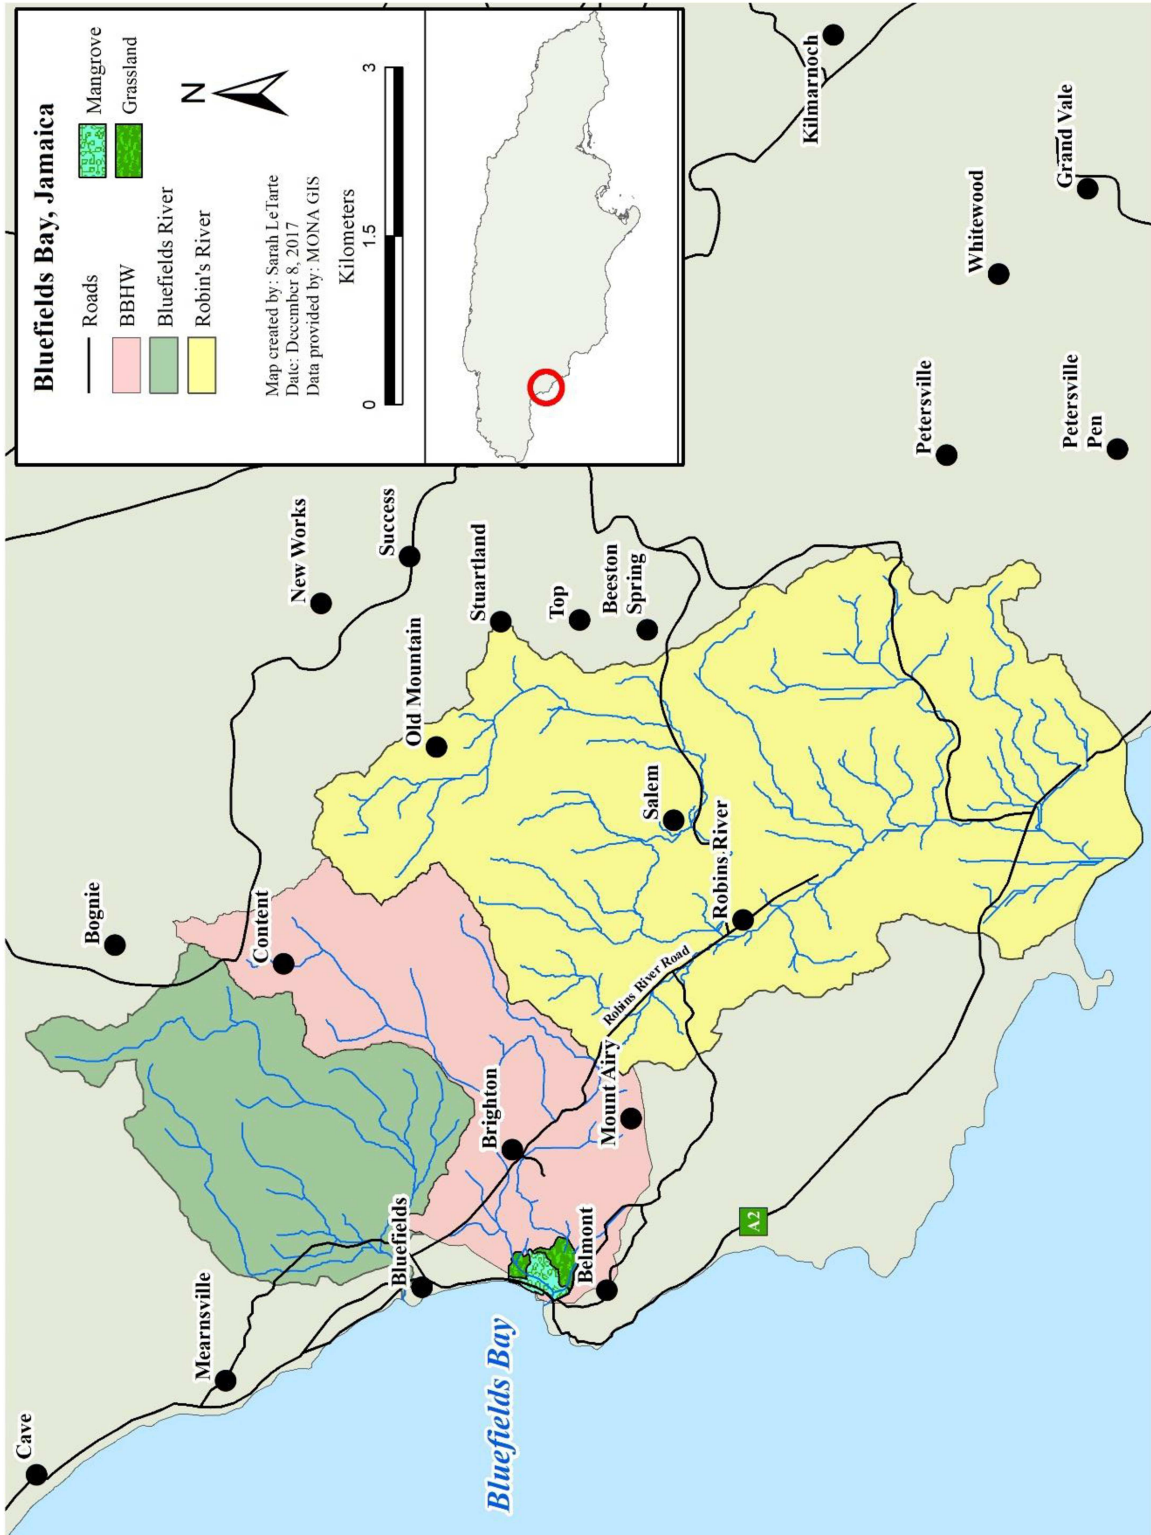 Bluefields Bay, Jamaica
Roads
BBHW
Bluefields River
Robin's River
Mangrove
Grassland
N
Map created by: Sarah LeTarte
Date: December 8, 2017
Data provided by: MONA GIS
Kilometers
0
1.5
3
Cave
Mearnsville
Bognie
Content
New Works
Success
Bluefields
Old Mountain
Stuartland
Brighton
Top
Beeston
Spring
Bluefields Bay
Belmont
Mount Airy
Robins River Road
Salem
Robins River
A2
Kilmarnoch
Petersville
Whitewood
Grand Vale
Petersville
Pen